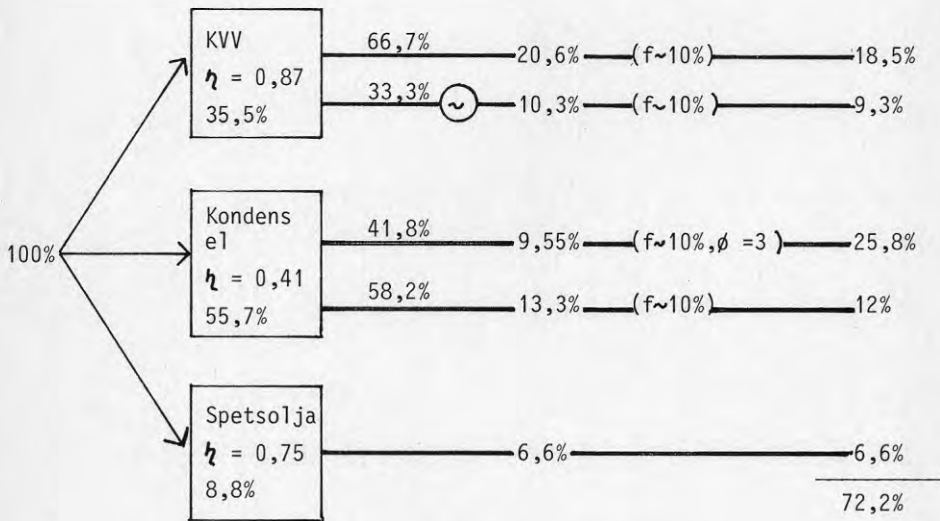 KVV
η = 0,87
35,5%
66,7%
20,6% (f~10%) 18,5%
33,3%
~
10,3% (f~10%) 9,3%
100%
Kondens
el
η = 0,41
55,7%
41,8%
9,55% (f~10%,ø =3 ) 25,8%
58,2%
13,3% (f~10%) 12%
Spetsolja
η = 0,75
8,8%
6,6% 6,6%
72,2%